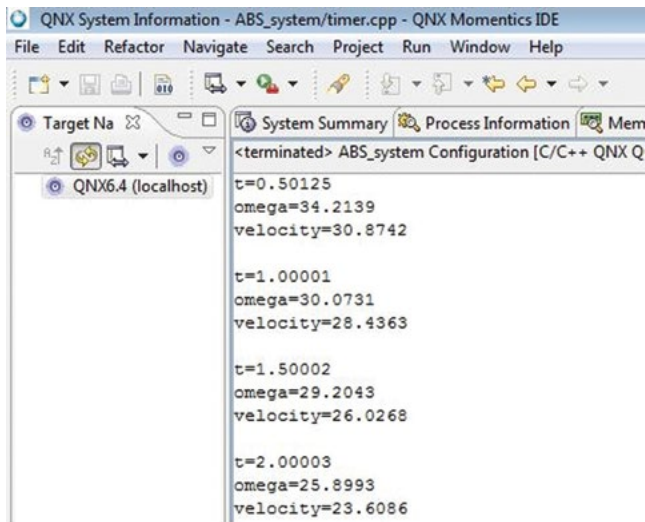 QNX System Information - ABS_system/timer.cpp - QNX Momentics IDE
File Edit Refactor Navigate Search Project Run Window Help
Target Na
System Summary Process Information Mem
<terminated> ABS_system Configuration [C/C++ QNX Q
QNX6.4 (localhost)
t=0.50125
omega=34.2139
velocity=30.8742
t=1.00001
omega=30.0731
velocity=28.4363
t=1.50002
omega=29.2043
velocity=26.0268
t=2.00003
omega=25.8993
velocity=23.6086